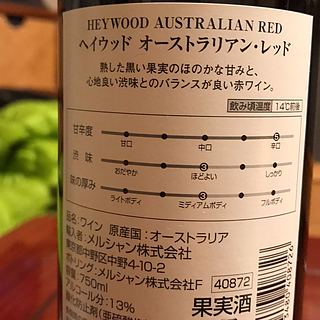 HEYWOOD AUSTRALIAN RED
ヘイウッド オーストラリアン・レッド
熟した黒い果実のほのかな甘みと、
心地良い渋味とのバランスが良い赤ワイン。
飲み頃温度 14℃前後
甘辛度 5
甘口 中口 辛口
渋味 3
おだやか ほどよい しっかり
味の厚み 3
ライトボディ ミディアムボディ フルボディ
品名：ワイン 原産国：オーストラリア
輸入者：メルシャン株式会社
東京都中野区中野4-10-2
ボトリング：メルシャン株式会社F 40872
容量 750ml
アルコール分：13% 果実酒